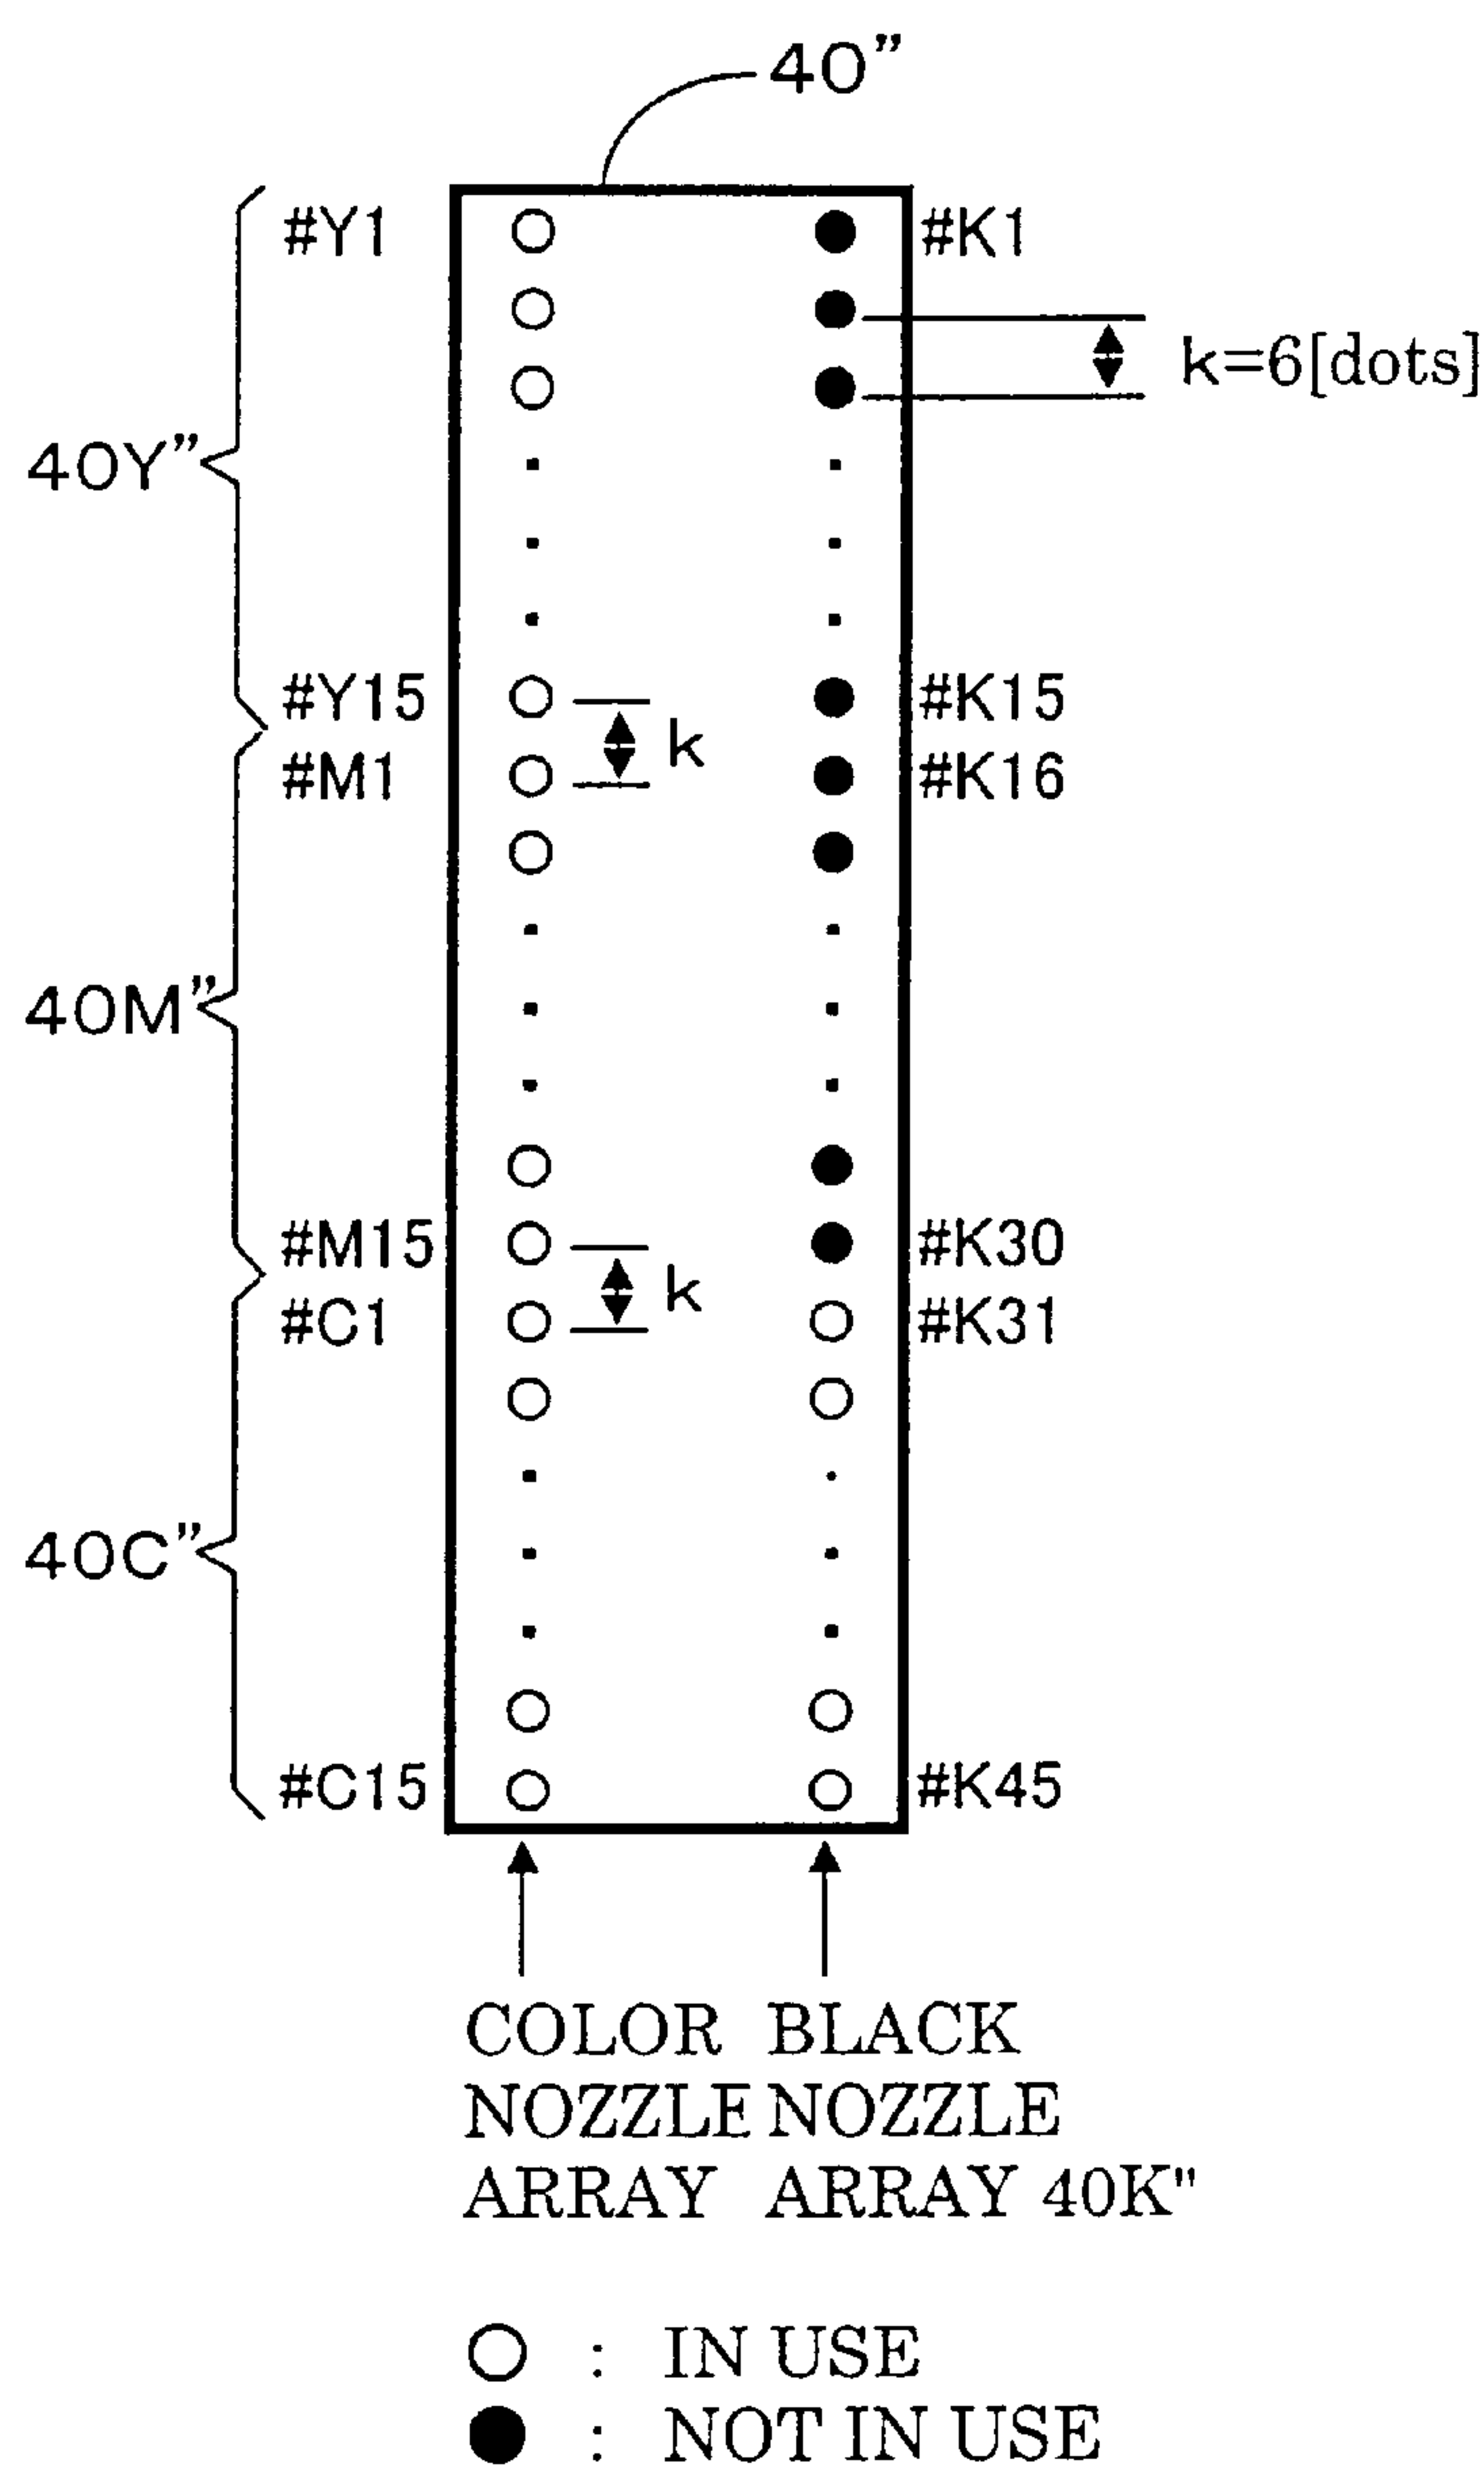 40”
#Y1 #K1
k=6[dots]
40Y”
#Y15 #K15
k
#M1 #K16
40M”
#M15 #K30
k
#C1 #K31
40C”
#C15 #K45
COLOR BLACK
NOZZLE NOZZLE
ARRAY ARRAY 40K"
: IN USE
: NOT IN USE